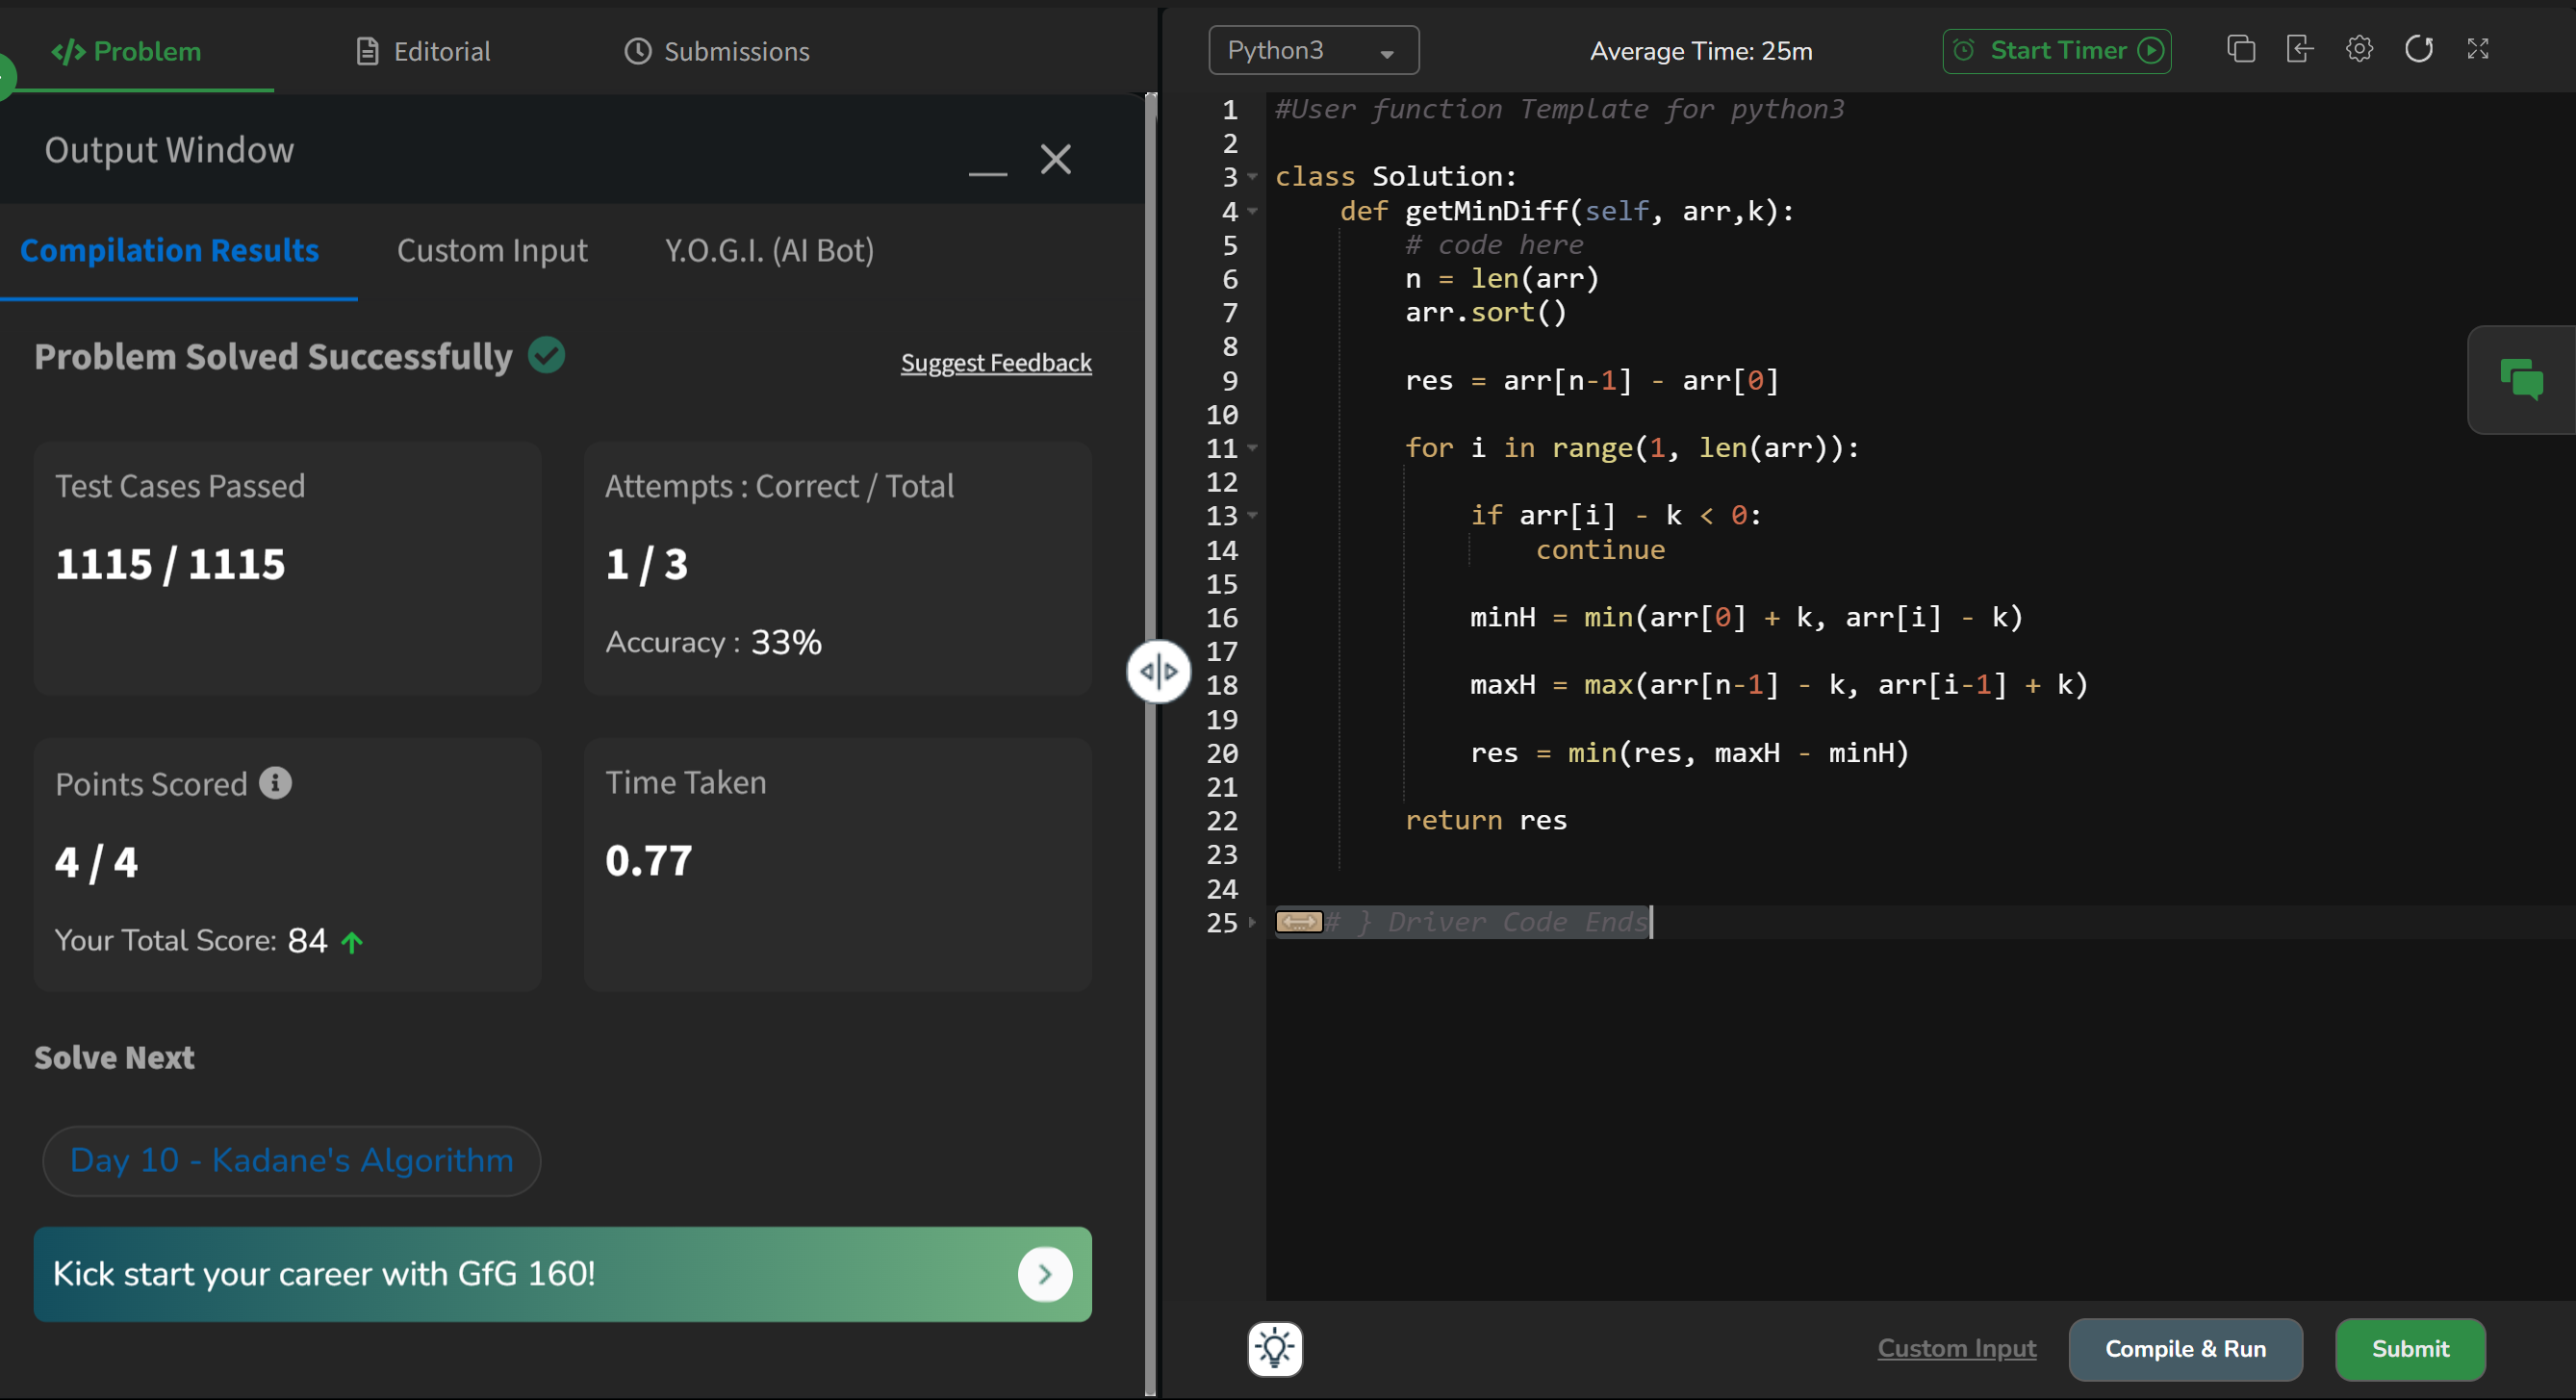 </> Problem
Editorial
Submissions
Output Window
Compilation Results
Custom Input
Y.O.G.I. (AI Bot)
Problem Solved Successfully
Suggest Feedback
Test Cases Passed
1115 / 1115
Attempts : Correct / Total
1 / 3
Accuracy : 33%
Points Scored
4 / 4
Your Total Score: 84
Time Taken
0.77
Solve Next
Day 10 - Kadane's Algorithm
Kick start your career with GfG 160!
Python3
Average Time: 25m
Start Timer
1 #User function Template for python3
2
3 class Solution:
4     def getMinDiff(self, arr,k):
5         # code here
6         n = len(arr)
7         arr.sort()
8
9         res = arr[n-1] - arr[0]
10
11         for i in range(1, len(arr)):
12
13             if arr[i] - k < 0:
14                 continue
15
16             minH = min(arr[0] + k, arr[i] - k)
17
18             maxH = max(arr[n-1] - k, arr[i-1] + k)
19
20             res = min(res, maxH - minH)
21
22         return res
23
24
25 # } Driver Code Ends
Custom Input
Compile & Run
Submit